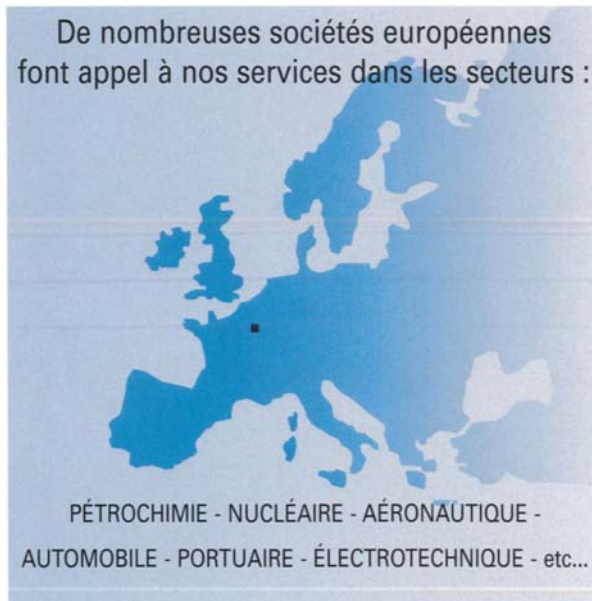 De nombreuses sociétés européennes
font appel à nos services dans les secteurs :
PÉTROCHIMIE - NUCLÉAIRE - AÉRONAUTIQUE -
AUTOMOBILE - PORTUAIRE - ÉLECTROTECHNIQUE - etc...